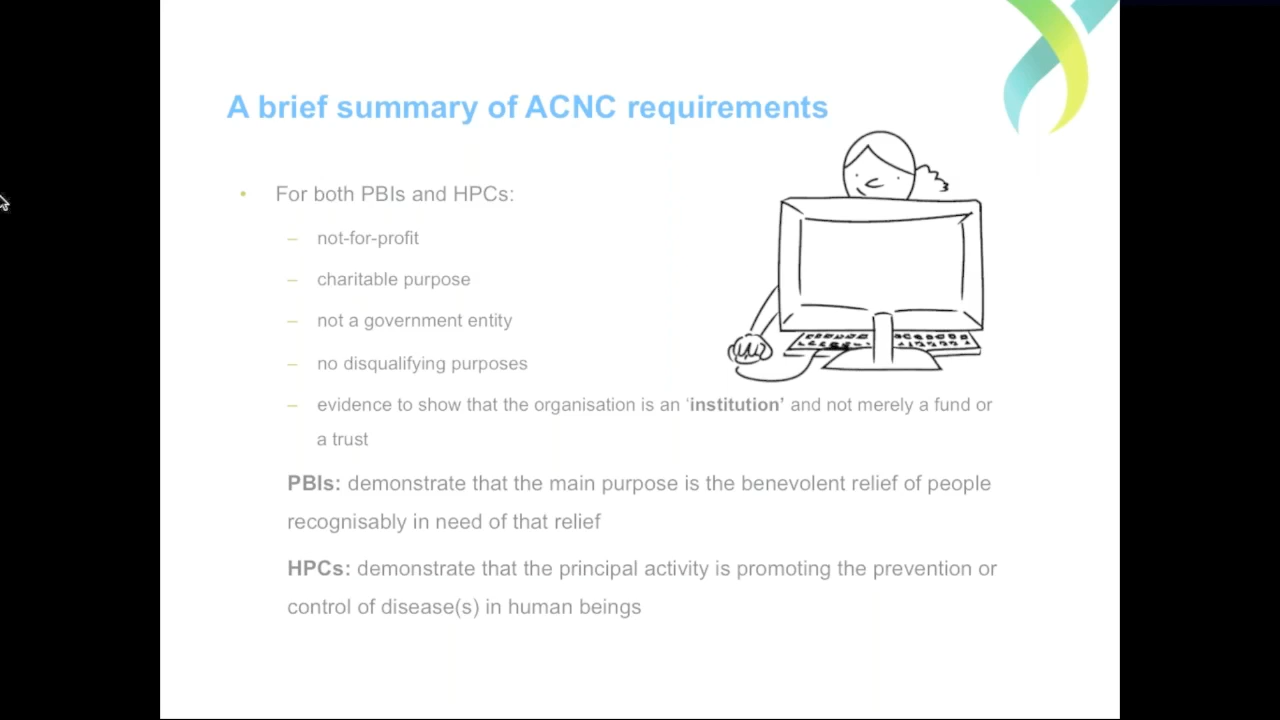 A brief summary of ACNC requirements
• For both PBIs and HPCs:
– not-for-profit
– charitable purpose
– not a government entity
– no disqualifying purposes
– evidence to show that the organisation is an ‘institution’ and not merely a fund or
a trust
PBIs: demonstrate that the main purpose is the benevolent relief of people
recognisably in need of that relief
HPCs: demonstrate that the principal activity is promoting the prevention or
control of disease(s) in human beings